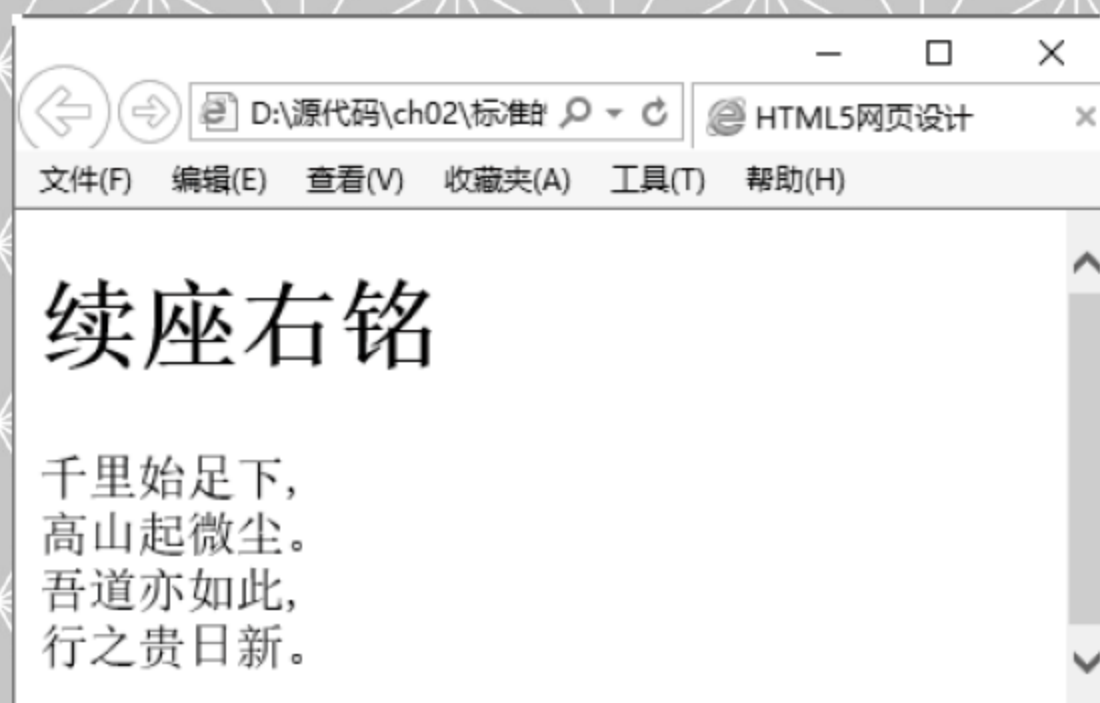 D:\源代码\ch02\标准的
HTML5网页设计
文件(F) 编辑(E) 查看(V) 收藏夹(A) 工具(T) 帮助(H)
续座右铭
千里始足下,
高山起微尘。
吾道亦如此,
行之贵日新。